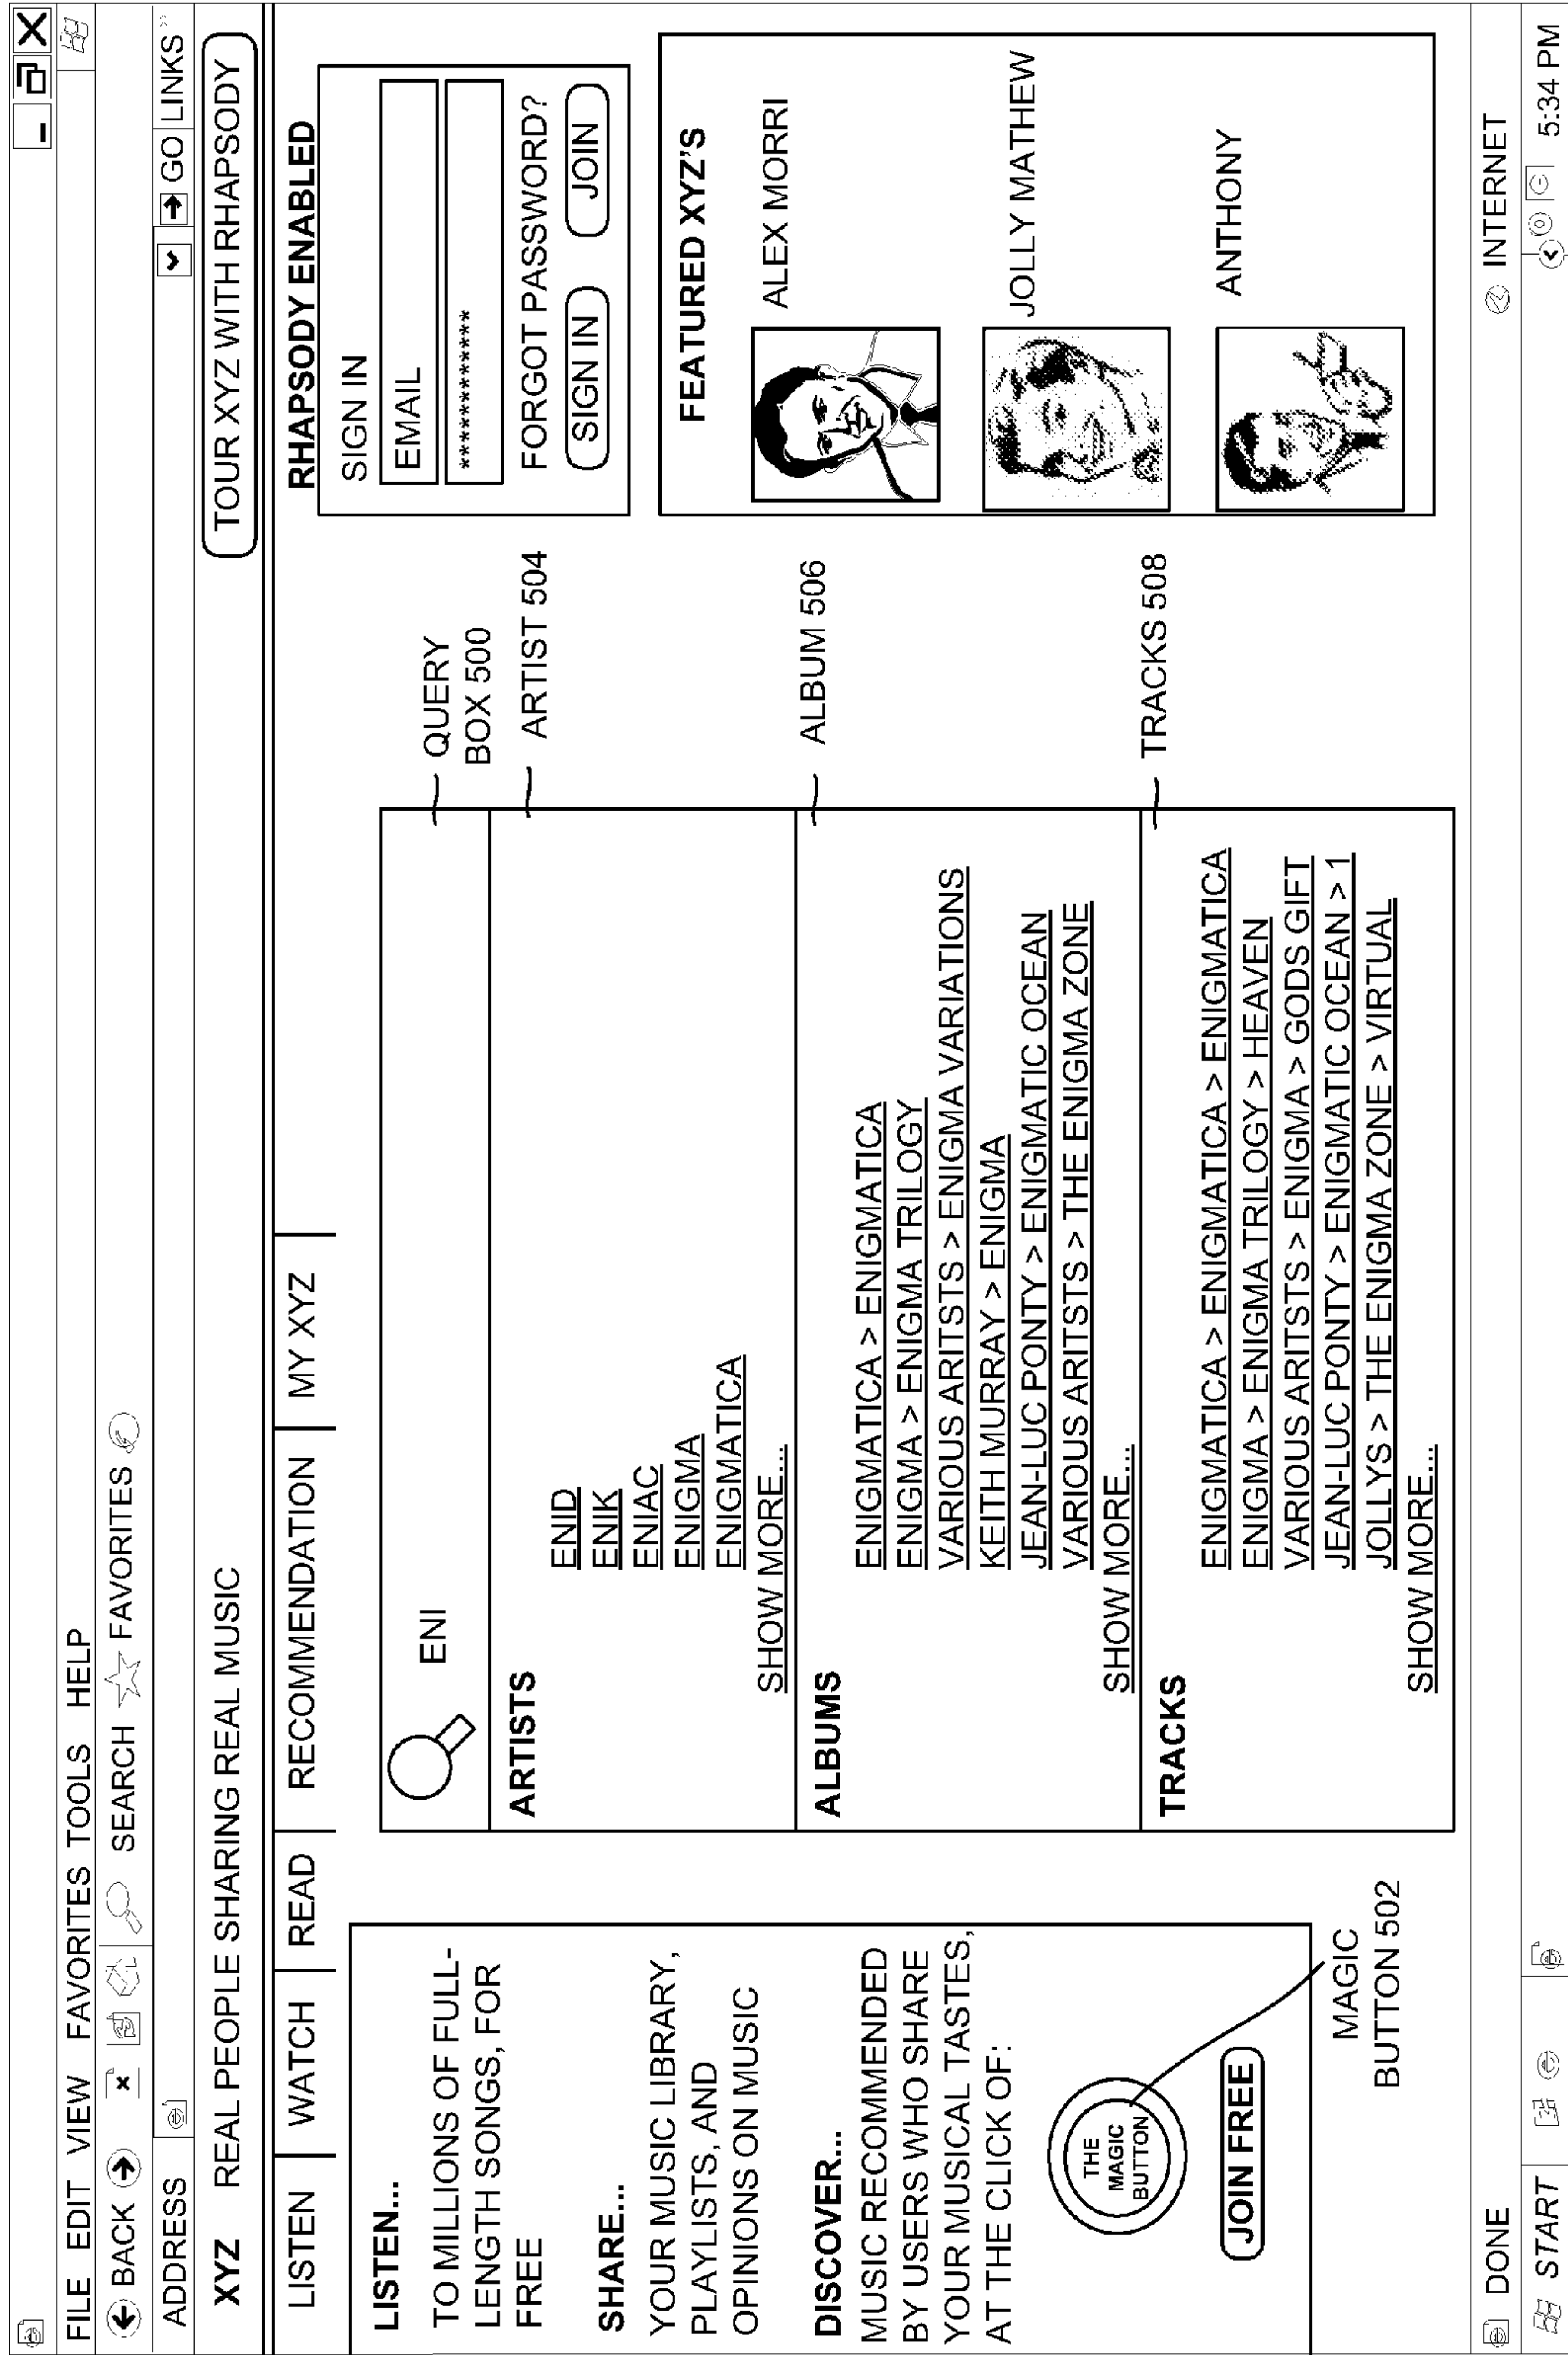 FILE EDIT VIEW FAVORITES TOOLS HELP
BACK SEARCH FAVORITES
ADDRESS GO LINKS »
XYZ REAL PEOPLE SHARING REAL MUSIC TOUR XYZ WITH RHAPSODY
LISTEN WATCH READ RECOMMENDATION MY XYZ
LISTEN...
TO MILLIONS OF FULL-
LENGTH SONGS, FOR
FREE
SHARE...
YOUR MUSIC LIBRARY,
PLAYLISTS, AND
OPINIONS ON MUSIC
DISCOVER...
MUSIC RECOMMENDED
BY USERS WHO SHARE
YOUR MUSICAL TASTES,
AT THE CLICK OF:
THE
MAGIC
BUTTON
JOIN FREE
MAGIC
BUTTON 502
ENI
ARTISTS
ENID
ENIK
ENIAC
ENIGMA
ENIGMATICA
SHOW MORE...
ALBUMS
ENIGMATICA > ENIGMATICA
ENIGMA > ENIGMA TRILOGY
VARIOUS ARITSTS > ENIGMA VARIATIONS
KEITH MURRAY > ENIGMA
JEAN-LUC PONTY > ENIGMATIC OCEAN
VARIOUS ARITSTS > THE ENIGMA ZONE
SHOW MORE...
TRACKS
ENIGMATICA > ENIGMATICA > ENIGMATICA
ENIGMA > ENIGMA TRILOGY > HEAVEN
VARIOUS ARITSTS > ENIGMA > GODS GIFT
JEAN-LUC PONTY > ENIGMATIC OCEAN > 1
JOLLYS > THE ENIGMA ZONE > VIRTUAL
SHOW MORE...
QUERY
BOX 500
ARTIST 504
ALBUM 506
TRACKS 508
RHAPSODY ENABLED
SIGN IN
EMAIL
*************
FORGOT PASSWORD?
SIGN IN JOIN
FEATURED XYZ'S
ALEX MORRI
JOLLY MATHEW
ANTHONY
DONE INTERNET
START 5:34 PM